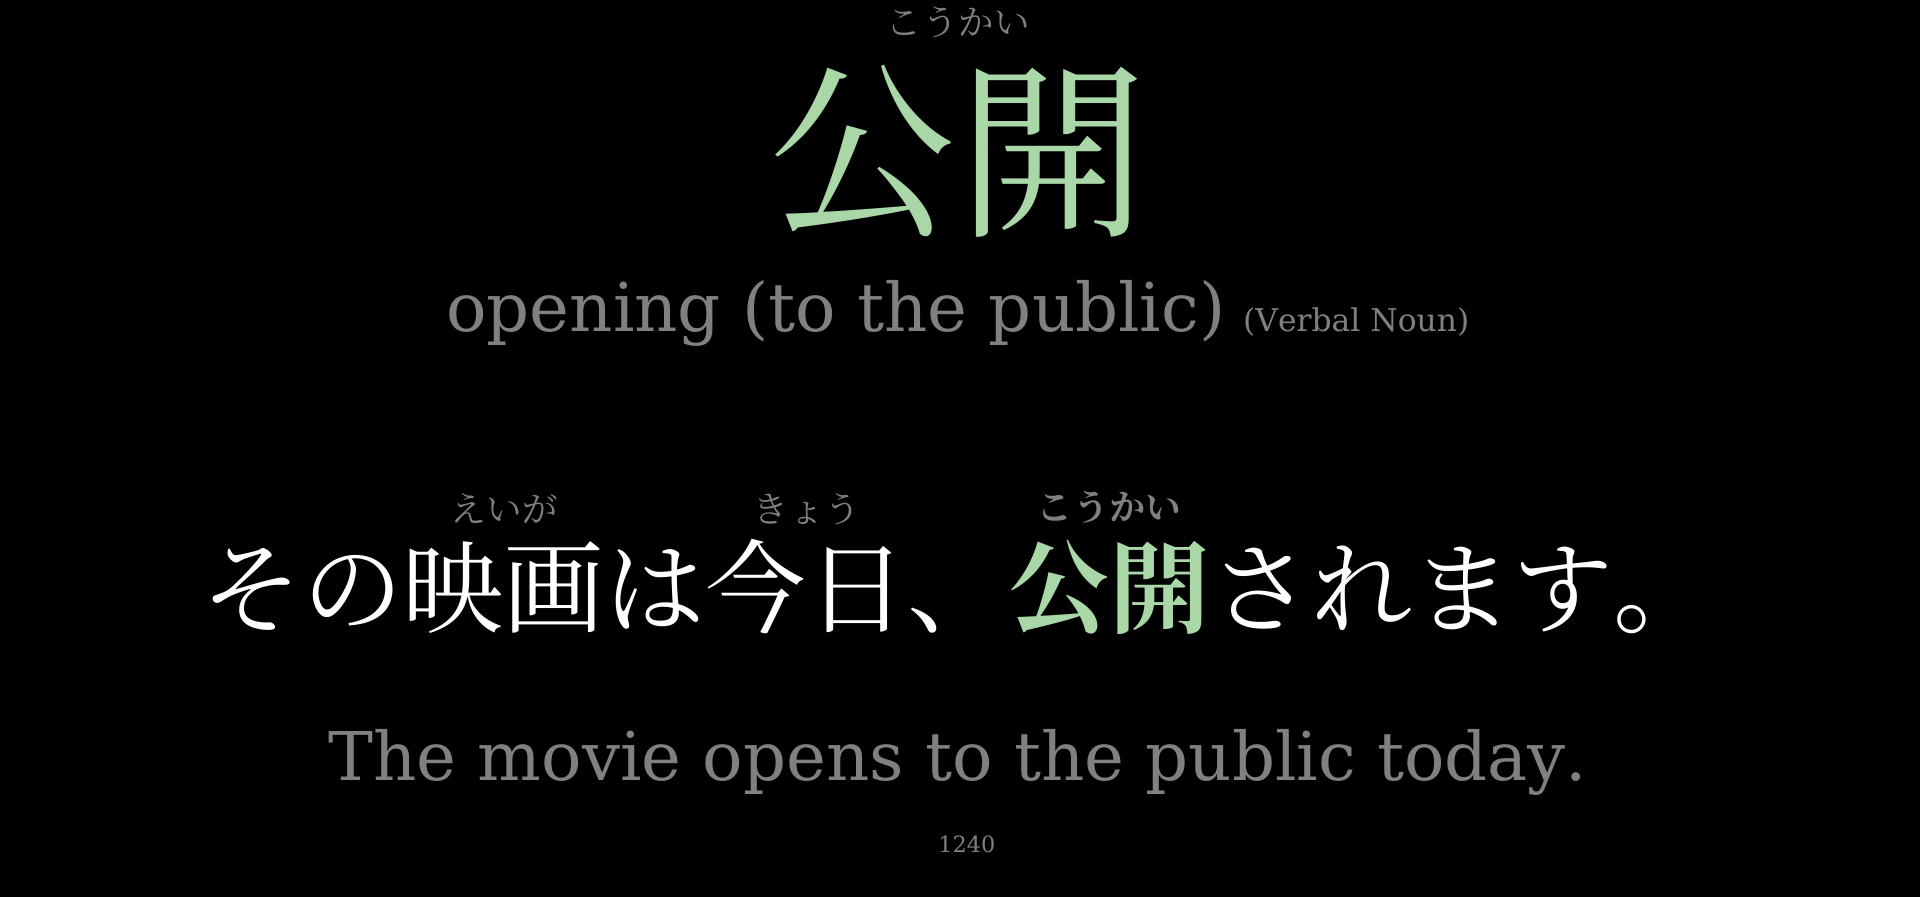 こうかい
公開
opening (to the public) (Verbal Noun)
えいが きょう こうかい
その映画は今日、公開されます。
The movie opens to the public today.
1240